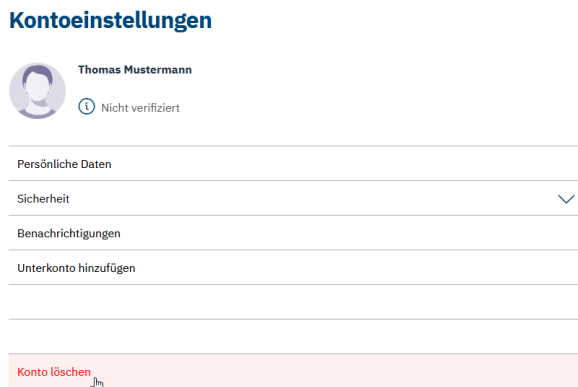 Kontoeinstellungen
Thomas Mustermann
Nicht verifiziert
Persönliche Daten
Sicherheit
Benachrichtigungen
Unterkonto hinzufügen
Konto löschen